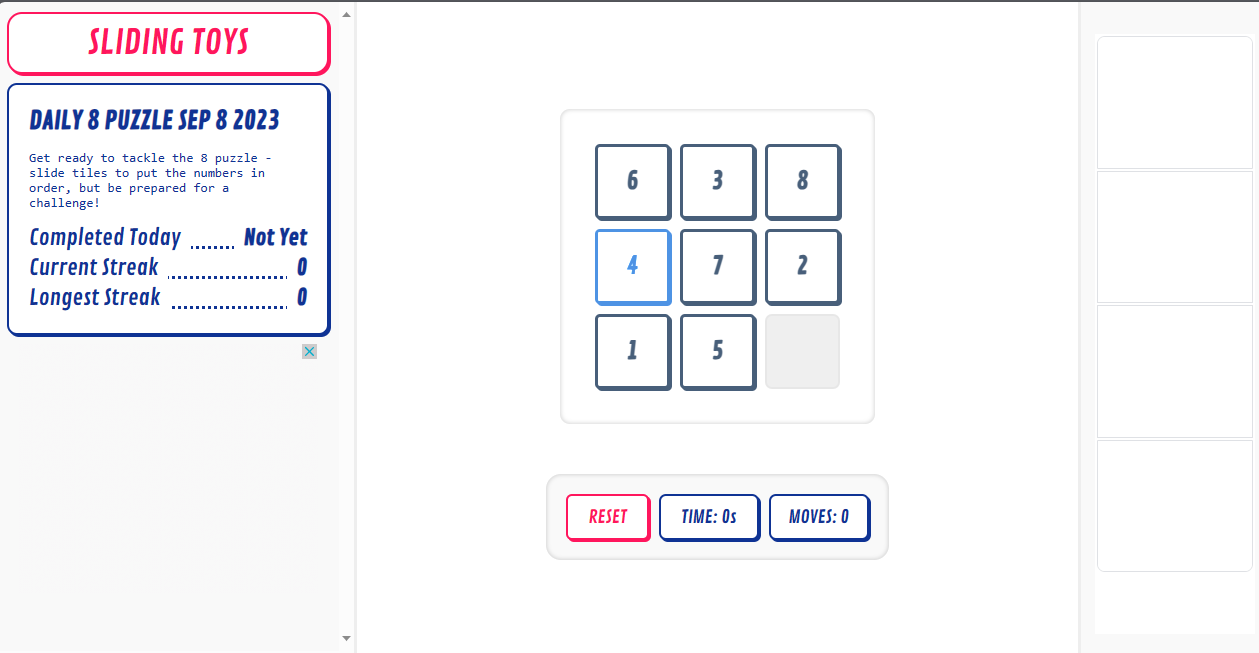 SLIDING TOYS
DAILY 8 PUZZLE SEP 8 2023
Get ready to tackle the 8 puzzle -
slide tiles to put the numbers in
order, but be prepared for a
challenge!
Completed Today ........ Not Yet
Current Streak ........ 0
Longest Streak ........ 0
6 3 8
4 7 2
1 5
RESET TIME: 0s MOVES: 0